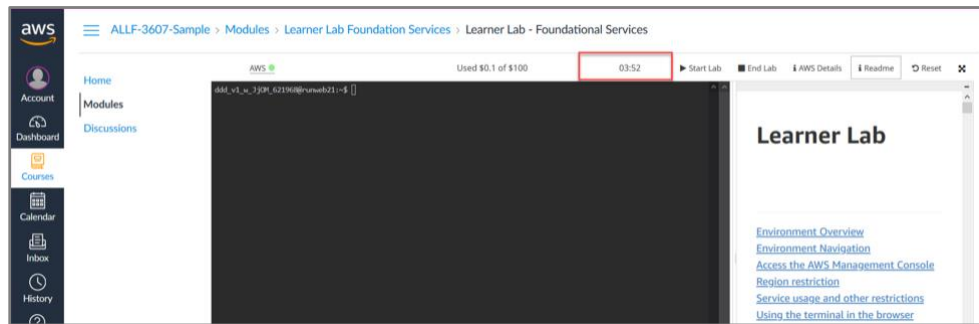 aws
ALLF-3607-Sample > Modules > Learner Lab Foundation Services > Learner Lab - Foundational Services
Account
Dashboard
Courses
Calendar
Inbox
History
Home
Modules
Discussions
AWS
Used $0.1 of $100
03:52
Start Lab
End Lab
AWS Details
Readme
Reset
Learner Lab
Environment Overview
Environment Navigation
Access the AWS Management Console
Region restriction
Service usage and other restrictions
Using the terminal in the browser